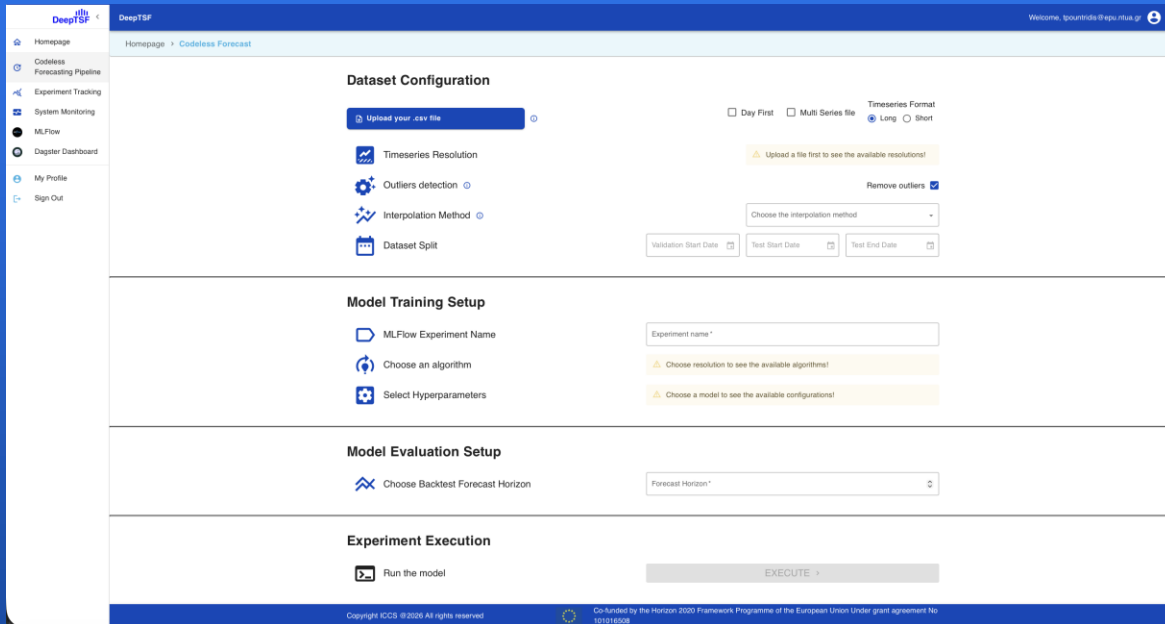 DeepTSF
DeepTSF
Welcome, tpountridis@epu.ntua.gr
Homepage
Codeless
Forecasting Pipeline
Experiment Tracking
System Monitoring
MLFlow
Dagster Dashboard
My Profile
Sign Out
Homepage > Codeless Forecast
Dataset Configuration
Upload your .csv file
Day First
Multi Series file
Timeseries Format
Long
Short
Timeseries Resolution
Upload a file first to see the available resolutions!
Outliers detection
Remove outliers
Interpolation Method
Choose the interpolation method
Dataset Split
Validation Start Date
Test Start Date
Test End Date
Model Training Setup
MLFlow Experiment Name
Experiment name *
Choose an algorithm
Choose resolution to see the available algorithms!
Select Hyperparameters
Choose a model to see the available configurations!
Model Evaluation Setup
Choose Backtest Forecast Horizon
Forecast Horizon *
Experiment Execution
Run the model
EXECUTE >
Copyright ICCS @2026 All rights reserved
Co-funded by the Horizon 2020 Framework Programme of the European Union Under grant agreement No
101016508